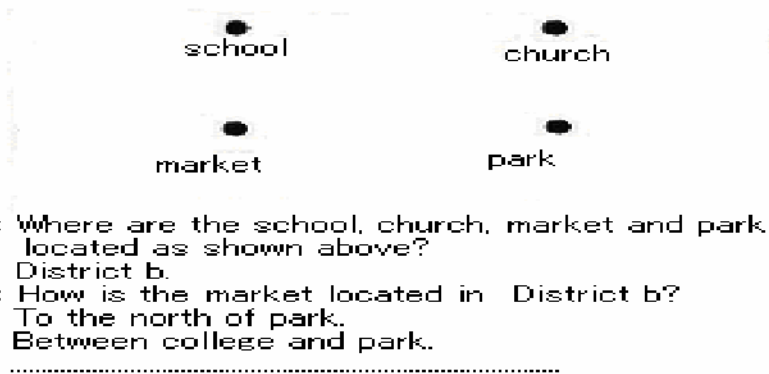 school church
market park
: Where are the school, church, market and park
located as shown above?
District b.
: How is the market located in District b?
To the north of park.
Between college and park.